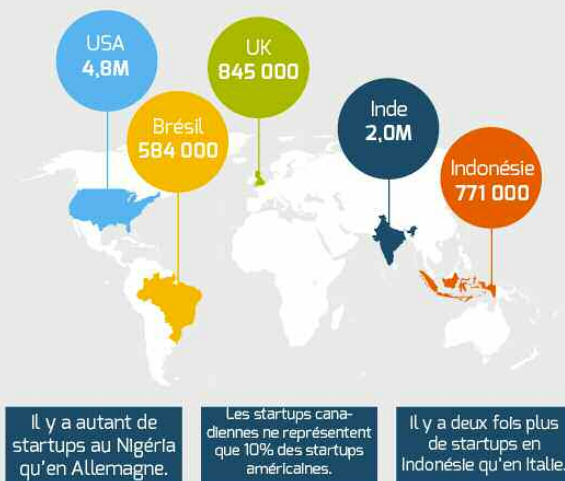 USA
4,8M
UK
845 000
Brésil
584 000
Inde
2,0M
Indonésie
771 000
Il y a autant de
startups au Nigéria
qu'en Allemagne.
Les startups cana-
diennes ne représentent
que 10% des startups
américaines.
Il y a deux fois plus
de startups en
Indonésie qu'en Italie.